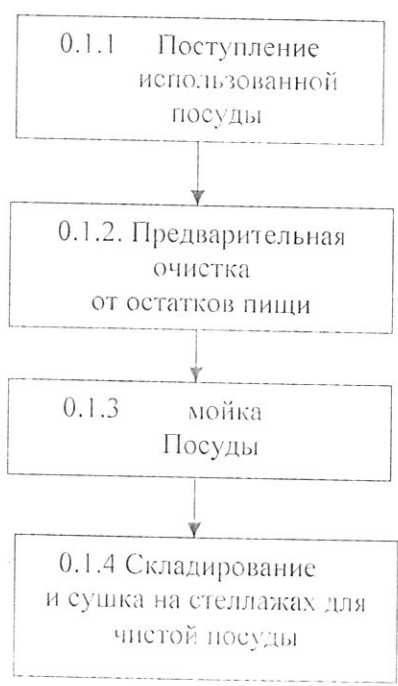 0.1.1 Поступление
использованной
посуды
0.1.2. Предварительная
очистка
от остатков пищи
0.1.3 мойка
Посуды
0.1.4 Складирование
и сушка на стеллажах для
чистой посуды